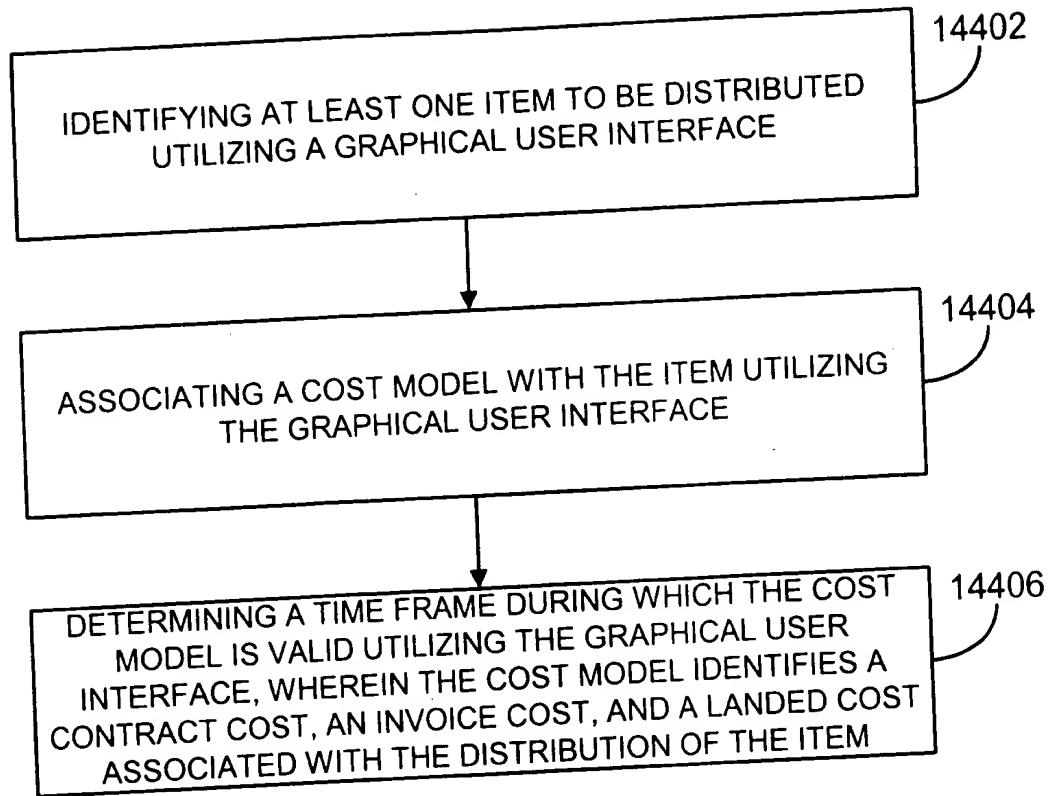 14402
IDENTIFYING AT LEAST ONE ITEM TO BE DISTRIBUTED
UTILIZING A GRAPHICAL USER INTERFACE
14404
ASSOCIATING A COST MODEL WITH THE ITEM UTILIZING
THE GRAPHICAL USER INTERFACE
14406
DETERMINING A TIME FRAME DURING WHICH THE COST
MODEL IS VALID UTILIZING THE GRAPHICAL USER
INTERFACE, WHEREIN THE COST MODEL IDENTIFIES A
CONTRACT COST, AN INVOICE COST, AND A LANDED COST
ASSOCIATED WITH THE DISTRIBUTION OF THE ITEM